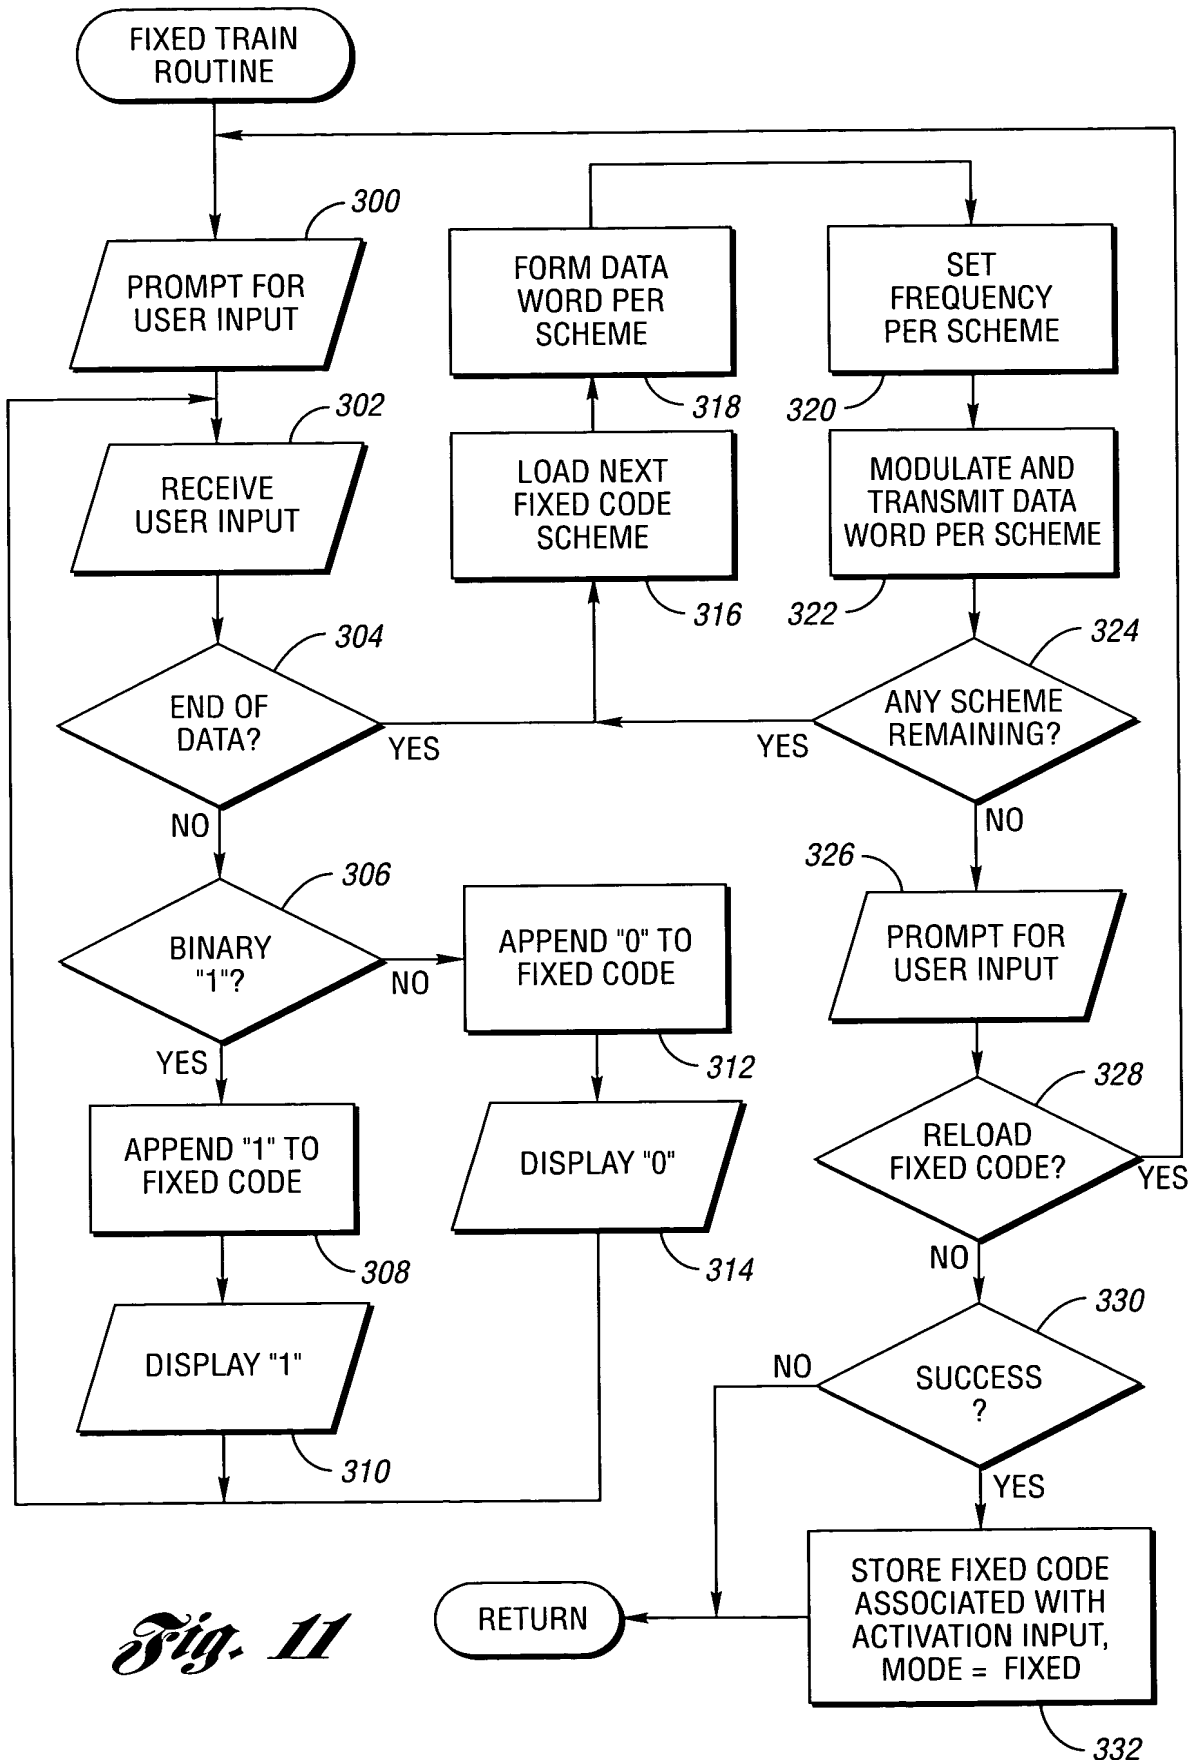 FIXED TRAIN
ROUTINE
300
PROMPT FOR
USER INPUT
302
RECEIVE
USER INPUT
304
END OF
DATA?
YES
NO
306
BINARY
"1"?
NO
YES
APPEND "1" TO
FIXED CODE
308
DISPLAY "1"
310
APPEND "0" TO
FIXED CODE
312
DISPLAY "0"
314
LOAD NEXT
FIXED CODE
SCHEME
316
FORM DATA
WORD PER
SCHEME
318
SET
FREQUENCY
PER SCHEME
320
MODULATE AND
TRANSMIT DATA
WORD PER SCHEME
322
324
ANY SCHEME
REMAINING?
YES
NO
326
PROMPT FOR
USER INPUT
328
RELOAD
FIXED CODE?
YES
NO
330
SUCCESS
?
NO
YES
STORE FIXED CODE
ASSOCIATED WITH
ACTIVATION INPUT,
MODE = FIXED
332
RETURN
Fig. 11